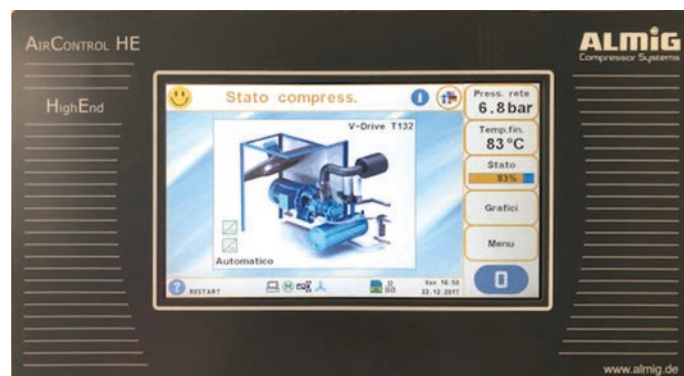 AIRCONTROL HE
HighEnd
ALMiG
Compressor Systems
Stato compress.
i
Press. rete
6.8bar
V-Drive T132
Temp.fin.
83°C
Stato
83%
Grafici
Menu
Automatico
?
RESTART
Ven 16:50
22.12.2017
0
www.almig.de